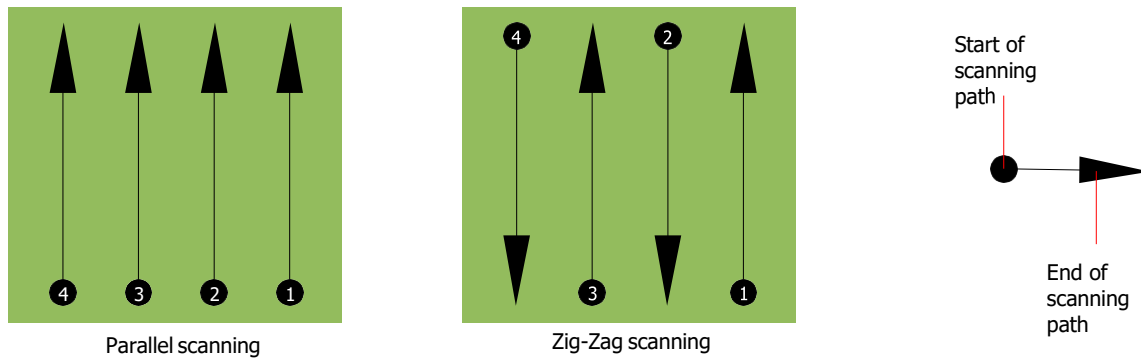 4
2
Start of
scanning
path
4
3
2
1
3
1
End of
scanning
path
Parallel scanning
Zig-Zag scanning